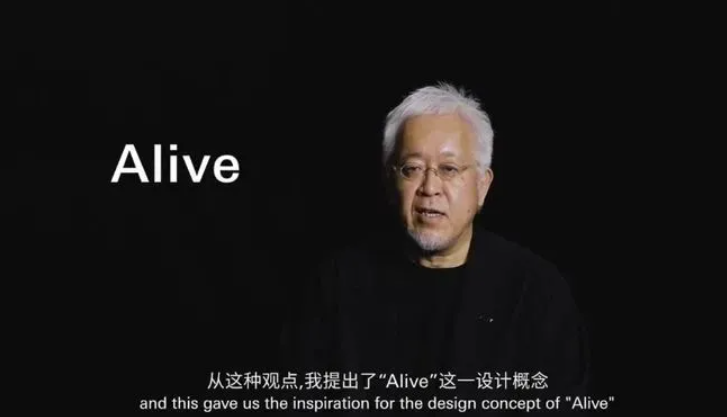 Alive
从这种观点,我提出了“Alive”这一设计概念
and this gave us the inspiration for the design concept of "Alive"